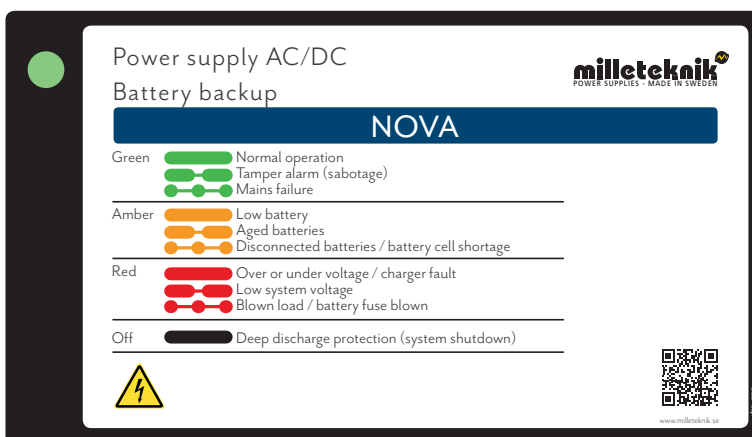 Power supply AC/DC
Battery backup
milleteknik
POWER SUPPLIES - MADE IN SWEDEN
NOVA
Green Normal operation
Tamper alarm (sabotage)
Mains failure
Amber Low battery
Aged batteries
Disconnected batteries / battery cell shortage
Red Over or under voltage / charger fault
Low system voltage
Blown load / battery fuse blown
Off Deep discharge protection (system shutdown)
www.milleteknik.se